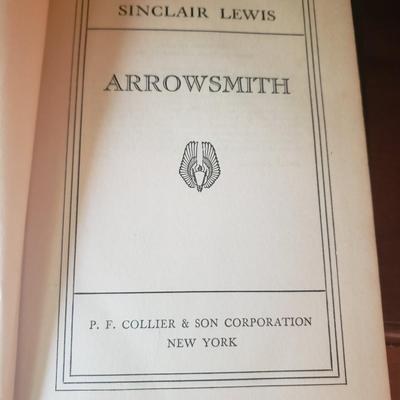 SINCLAIR LEWIS
ARROWSMITH
P. F. COLLIER & SON CORPORATION
NEW YORK